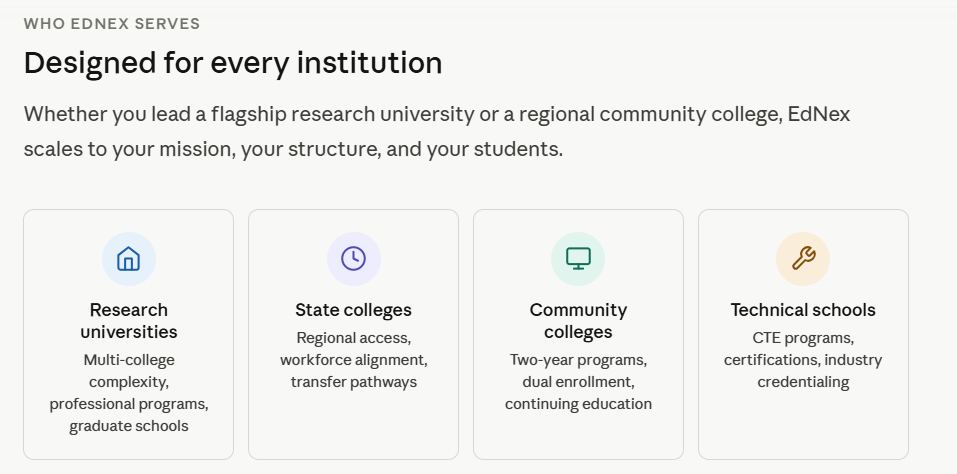 WHO EDNEX SERVES
Designed for every institution
Whether you lead a flagship research university or a regional community college, EdNex
scales to your mission, your structure, and your students.
Research
universities
Multi-college
complexity,
professional programs,
graduate schools
State colleges
Regional access,
workforce alignment,
transfer pathways
Community
colleges
Two-year programs,
dual enrollment,
continuing education
Technical schools
CTE programs,
certifications, industry
credentialing